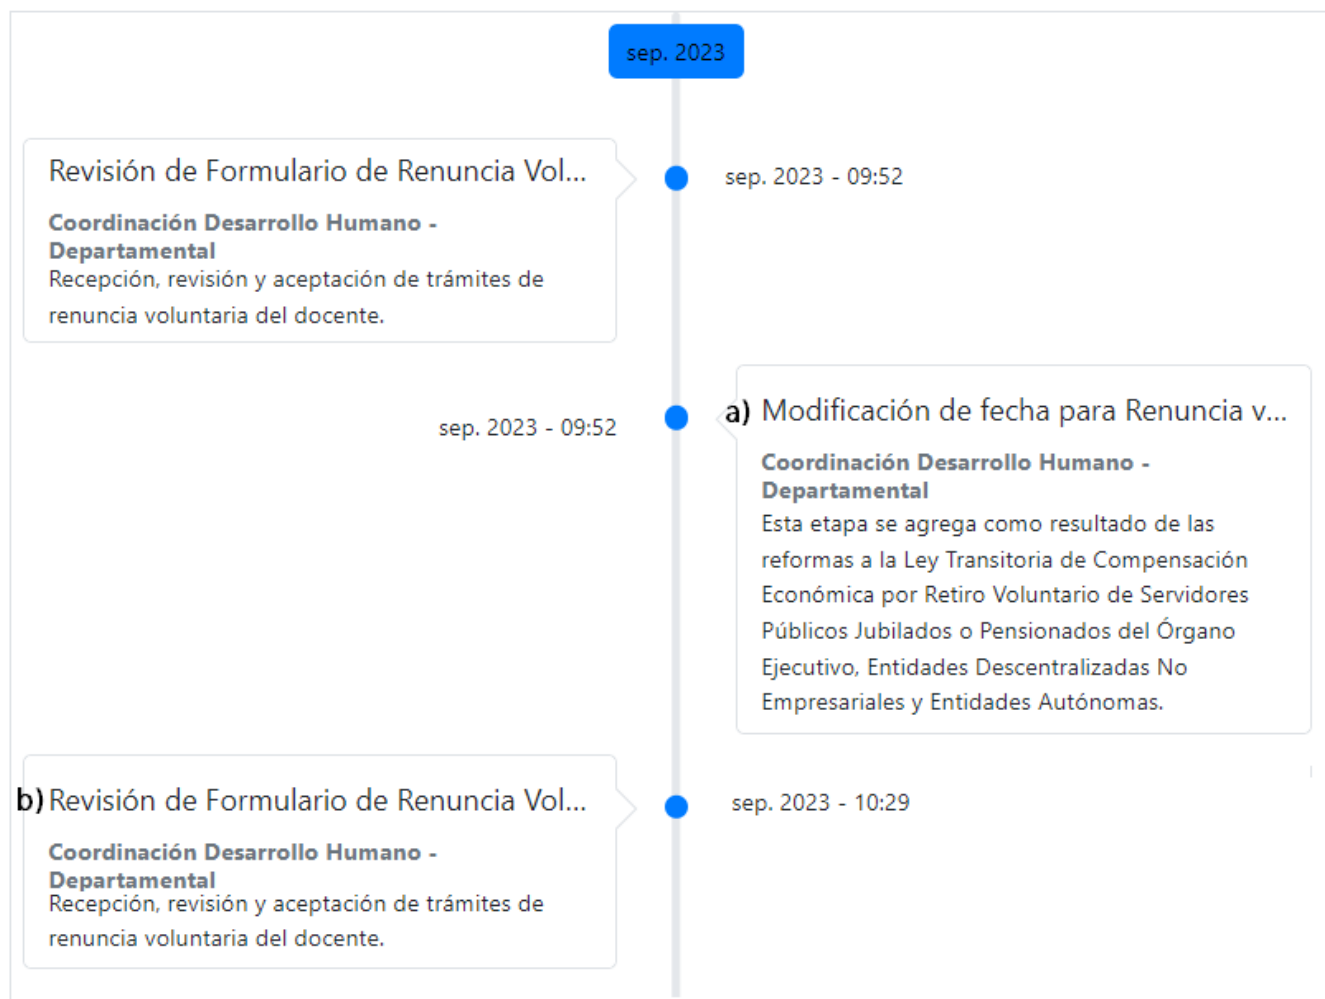 sep. 2023
Revisión de Formulario de Renuncia Vol...
sep. 2023 - 09:52
Coordinación Desarrollo Humano -
Departamental
Recepción, revisión y aceptación de trámites de
renuncia voluntaria del docente.
sep. 2023 - 09:52
a) Modificación de fecha para Renuncia v...
Coordinación Desarrollo Humano -
Departamental
Esta etapa se agrega como resultado de las
reformas a la Ley Transitoria de Compensación
Económica por Retiro Voluntario de Servidores
Públicos Jubilados o Pensionados del Órgano
Ejecutivo, Entidades Descentralizadas No
Empresariales y Entidades Autónomas.
b) Revisión de Formulario de Renuncia Vol...
sep. 2023 - 10:29
Coordinación Desarrollo Humano -
Departamental
Recepción, revisión y aceptación de trámites de
renuncia voluntaria del docente.